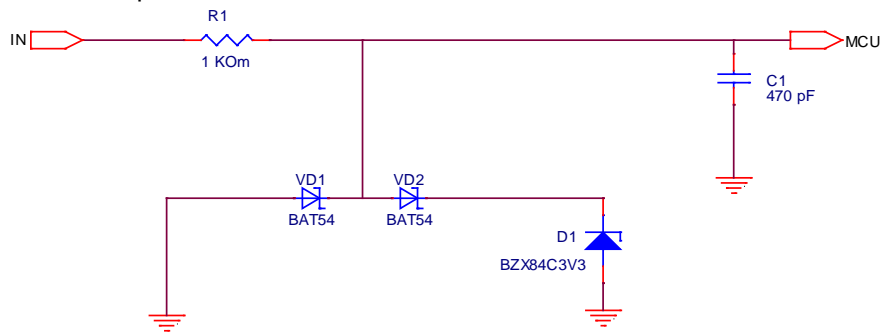 R1
IN
MCU
1 KOm
C1
470 pF
VD1
VD2
BAT54
BAT54
D1
BZX84C3V3